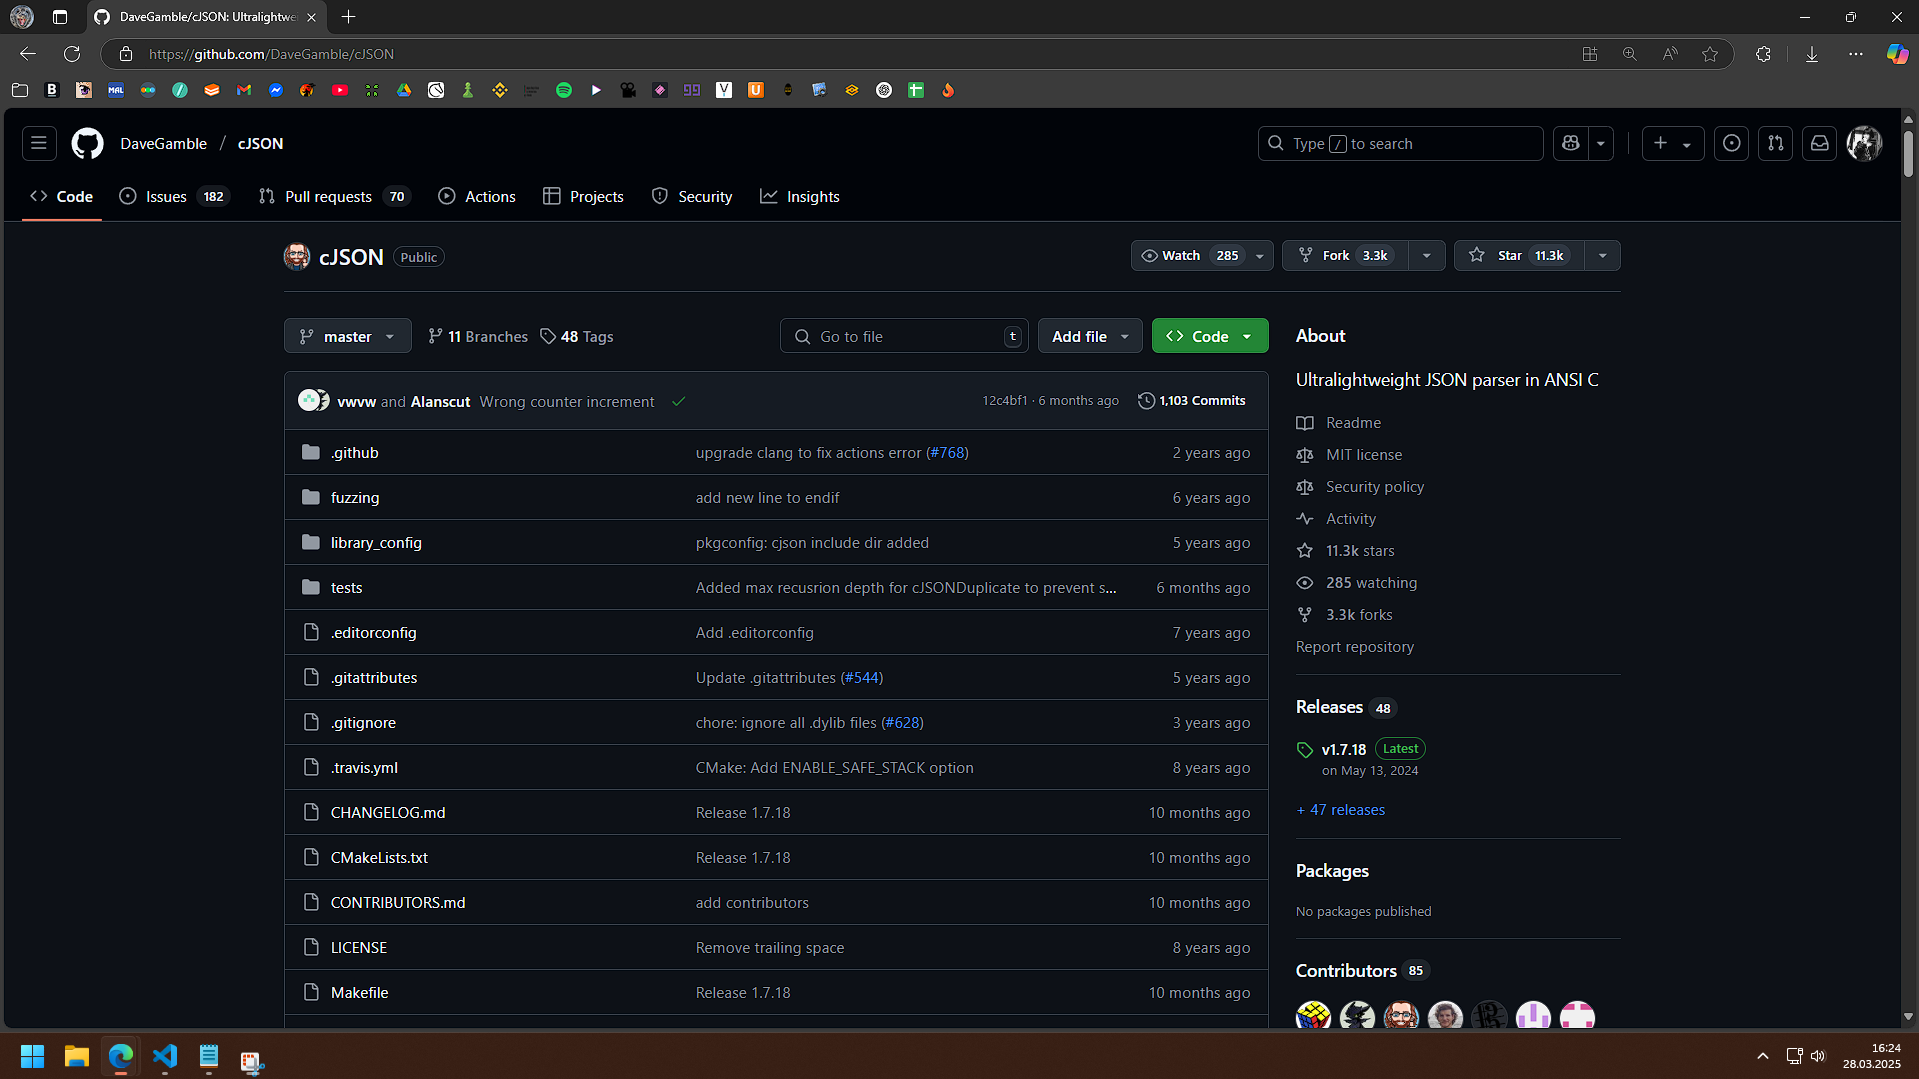 DaveGamble/cJSON: Ultralightwe
https://github.com/DaveGamble/cJSON
DaveGamble / cJSON
Type / to search
Code
Issues 182
Pull requests 70
Actions
Projects
Security
Insights
cJSON Public
Watch 285
Fork 3.3k
Star 11.3k
master
11 Branches
48 Tags
Go to file t
Add file
Code
vwvw and Alanscut Wrong counter increment
12c4bf1 · 6 months ago
1,103 Commits
.github upgrade clang to fix actions error (#768) 2 years ago
fuzzing add new line to endif 6 years ago
library_config pkgconfig: cjson include dir added 5 years ago
tests Added max recusrion depth for cJSONDuplicate to prevent s... 6 months ago
.editorconfig Add .editorconfig 7 years ago
.gitattributes Update .gitattributes (#544) 5 years ago
.gitignore chore: ignore all .dylib files (#628) 3 years ago
.travis.yml CMake: Add ENABLE_SAFE_STACK option 8 years ago
CHANGELOG.md Release 1.7.18 10 months ago
CMakeLists.txt Release 1.7.18 10 months ago
CONTRIBUTORS.md add contributors 10 months ago
LICENSE Remove trailing space 8 years ago
Makefile Release 1.7.18 10 months ago
About
Ultralightweight JSON parser in ANSI C
Readme
MIT license
Security policy
Activity
11.3k stars
285 watching
3.3k forks
Report repository
Releases 48
v1.7.18 Latest
on May 13, 2024
+ 47 releases
Packages
No packages published
Contributors 85
16:24
28.03.2025